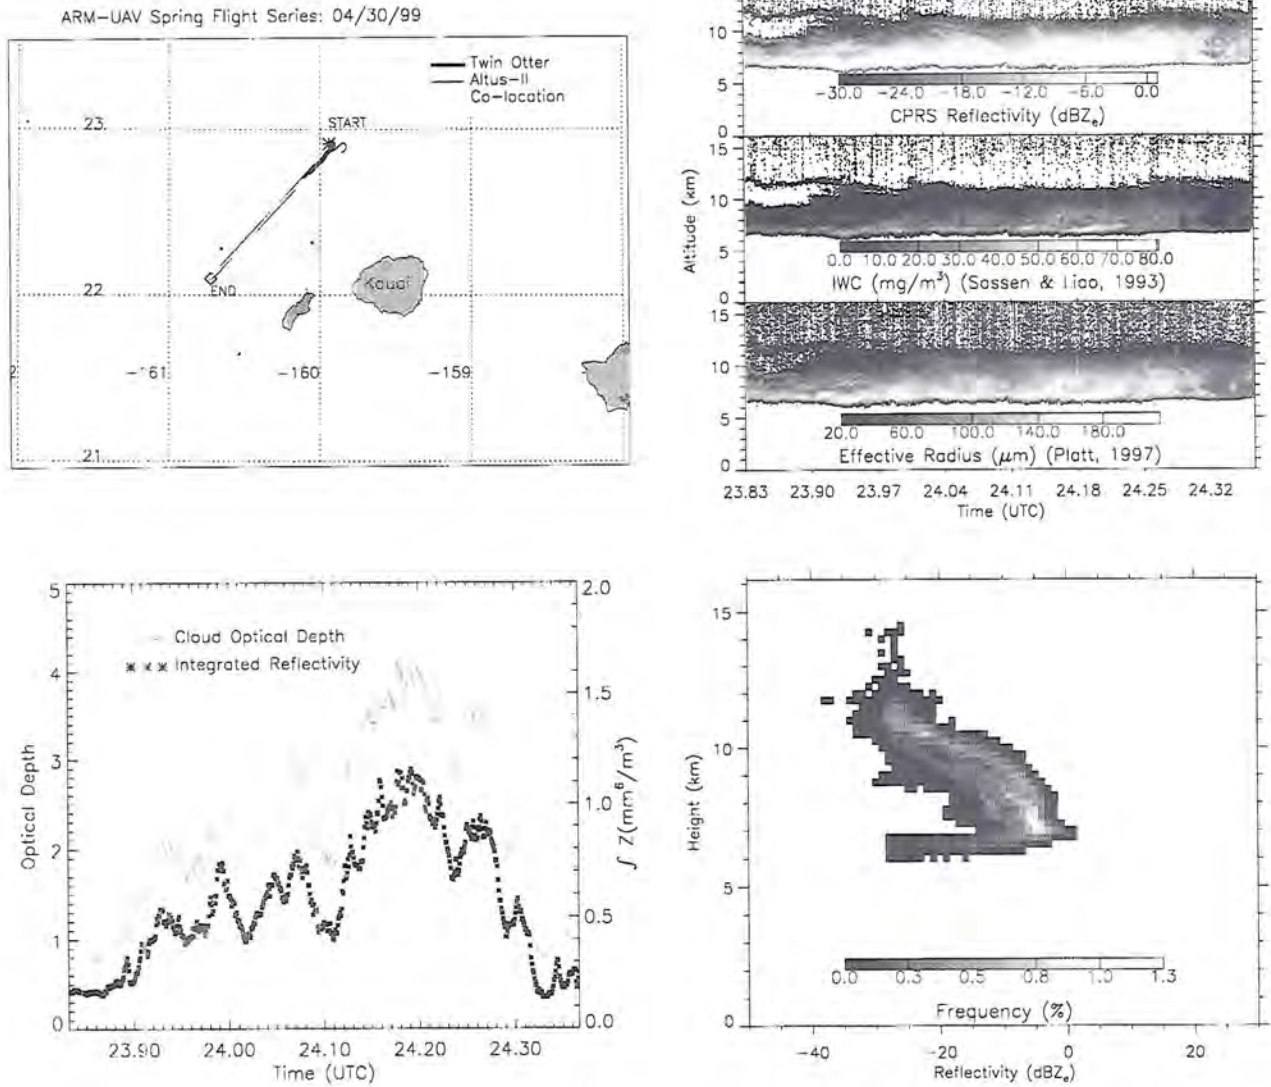 ARM-UAV Spring Flight Series: 04/30/99
Twin Otter
Altus-II
Co-location
START
23
Kauai
END
22
2
-161
-160
-159
21
10
5
0
-30.0 -24.0 -18.0 -12.0 -6.0 0.0
CPRS Reflectivity (dBZe)
15
10
5
0
Altitude (km)
0.0 10.0 20.0 30.0 40.0 50.0 60.0 70.0 80.0
IWC (mg/m³) (Sassen & Liao, 1993)
15
10
5
0
20.0 60.0 100.0 140.0 180.0
Effective Radius (μm) (Platt, 1997)
23.83 23.90 23.97 24.04 24.11 24.18 24.25 24.32
Time (UTC)
5
4
3
2
1
0
Optical Depth
Cloud Optical Depth
Integrated Reflectivity
2.0
1.5
1.0
0.5
0.0
∫ Z(mm⁶/m³)
23.90 24.00 24.10 24.20 24.30
Time (UTC)
15
10
5
0
Height (km)
0.0 0.3 0.5 0.8 1.0 1.3
Frequency (%)
-40 -20 0 20
Reflectivity (dBZe)